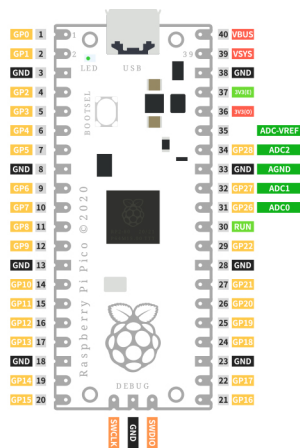 GP0 1 1 40 VBUS
GP1 2 2 39 39 VSYS
GND 3 LED USB 38 GND
GP2 4 37 3V3(E)
GP3 5 BOOTSEL 36 3V3(O)
GP4 6 35 ADC-VREF
GP5 7 34 GP28 ADC2
GND 8 33 GND AGND
GP6 9 32 GP27 ADC1
GP7 10 31 GP26 ADC0
GP8 11 30 RUN
GP9 12 29 GP22
GND 13 28 GND
GP10 14 27 GP21
GP11 15 26 GP20
GP12 16 25 GP19
GP13 17 24 GP18
GND 18 23 GND
GP14 19 22 GP17
GP15 20 21 GP16
Raspberry Pi Pico ©2020
DEBUG
SWCLK GND SWDIO